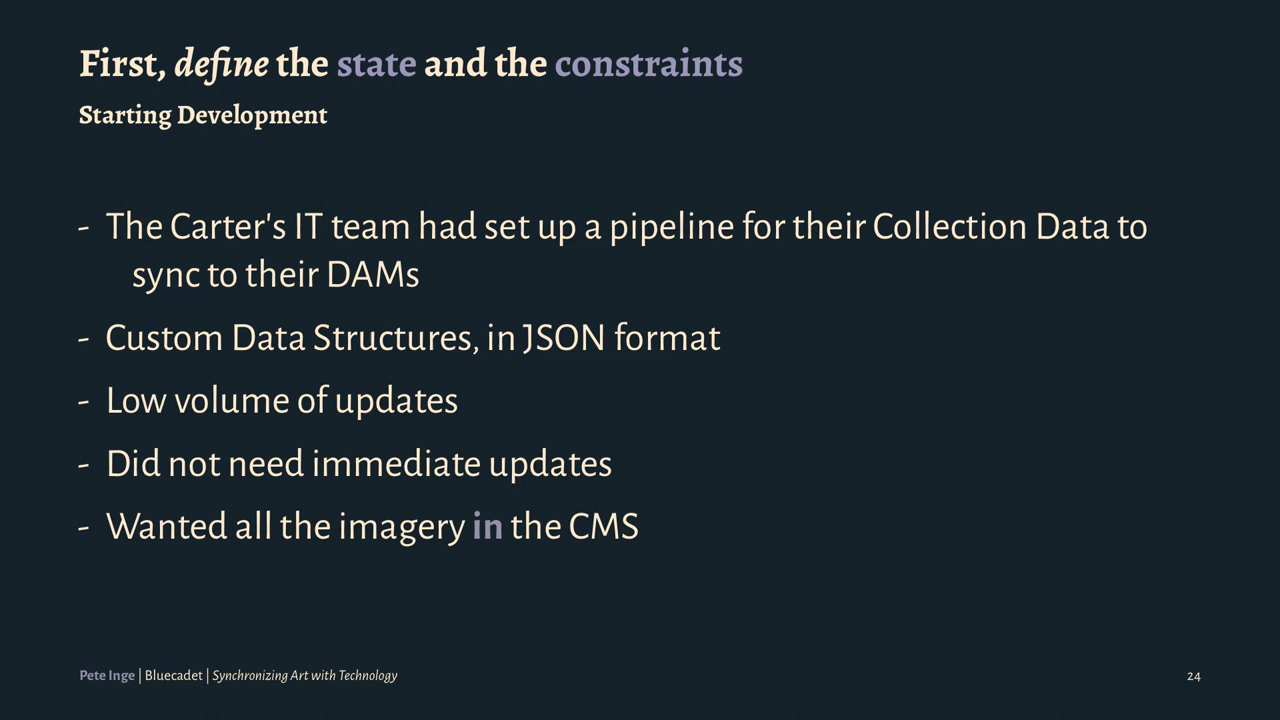 First, define the state and the constraints
Starting Development
- The Carter's IT team had set up a pipeline for their Collection Data to
sync to their DAMs
- Custom Data Structures, in JSON format
- Low volume of updates
- Did not need immediate updates
- Wanted all the imagery in the CMS
Pete Inge | Bluecadet | Synchronizing Art with Technology
24